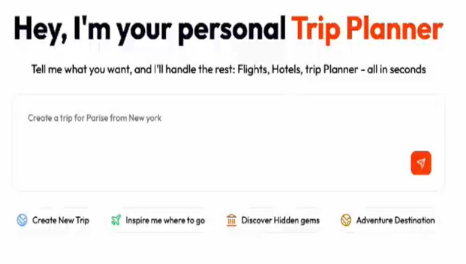 Hey, I'm your personal Trip Planner
Tell me what you want, and I'll handle the rest: Flights, Hotels, trip Planner - all in seconds
Create a trip for Parise from New york
Create New Trip
Inspire me where to go
Discover Hidden gems
Adventure Destination